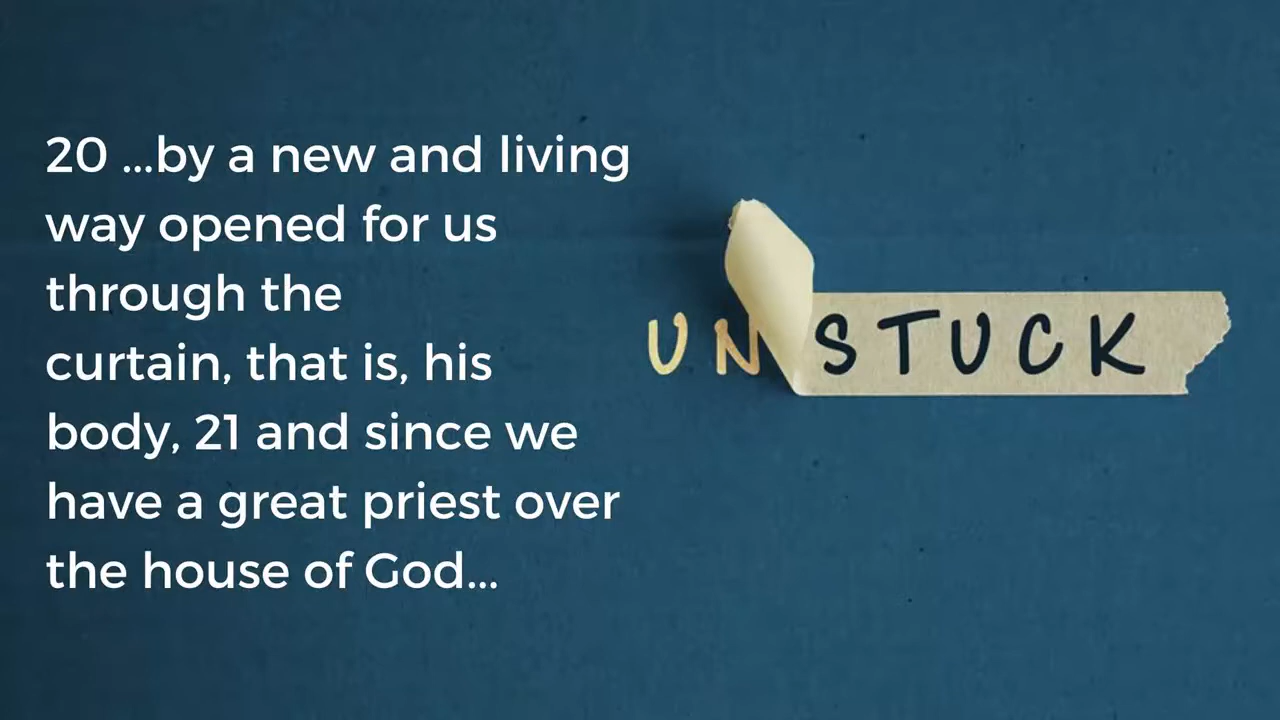 20 ...by a new and living
way opened for us
through the
curtain, that is, his
body, 21 and since we
have a great priest over
the house of God...
UNSTUCK